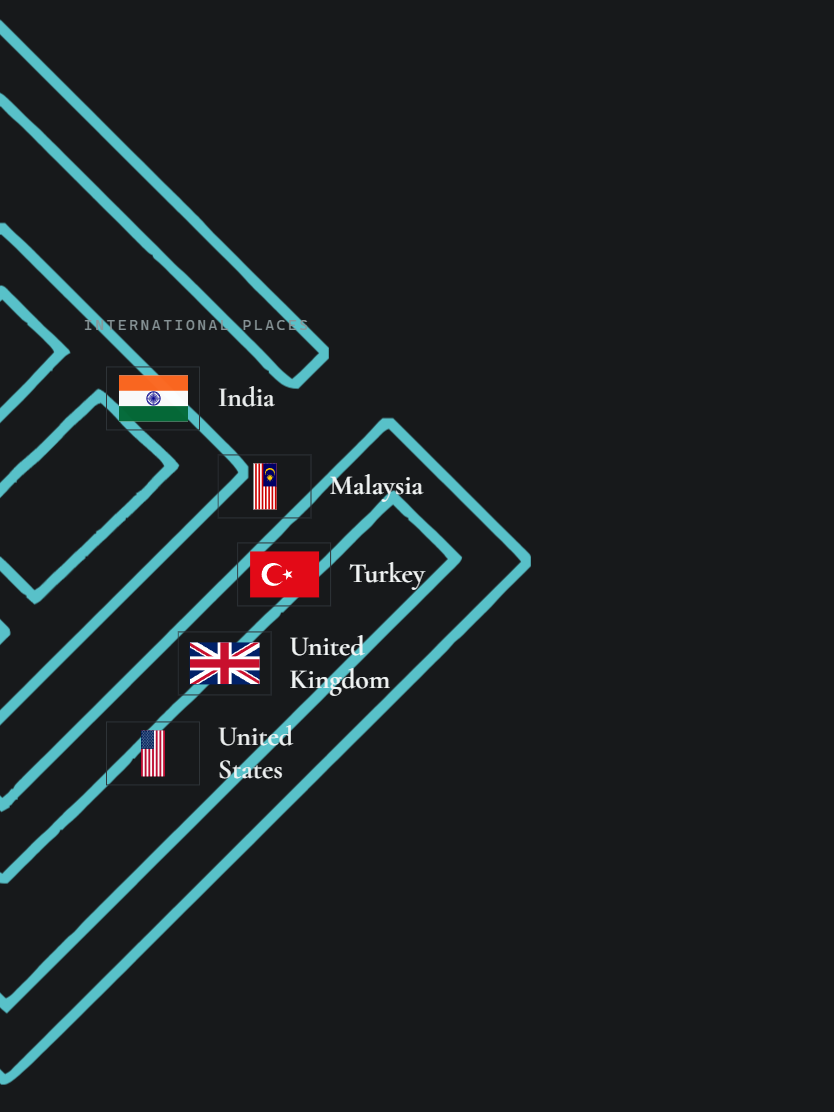 INTERNATIONAL PLACES
India
Malaysia
Turkey
United
Kingdom
United
States